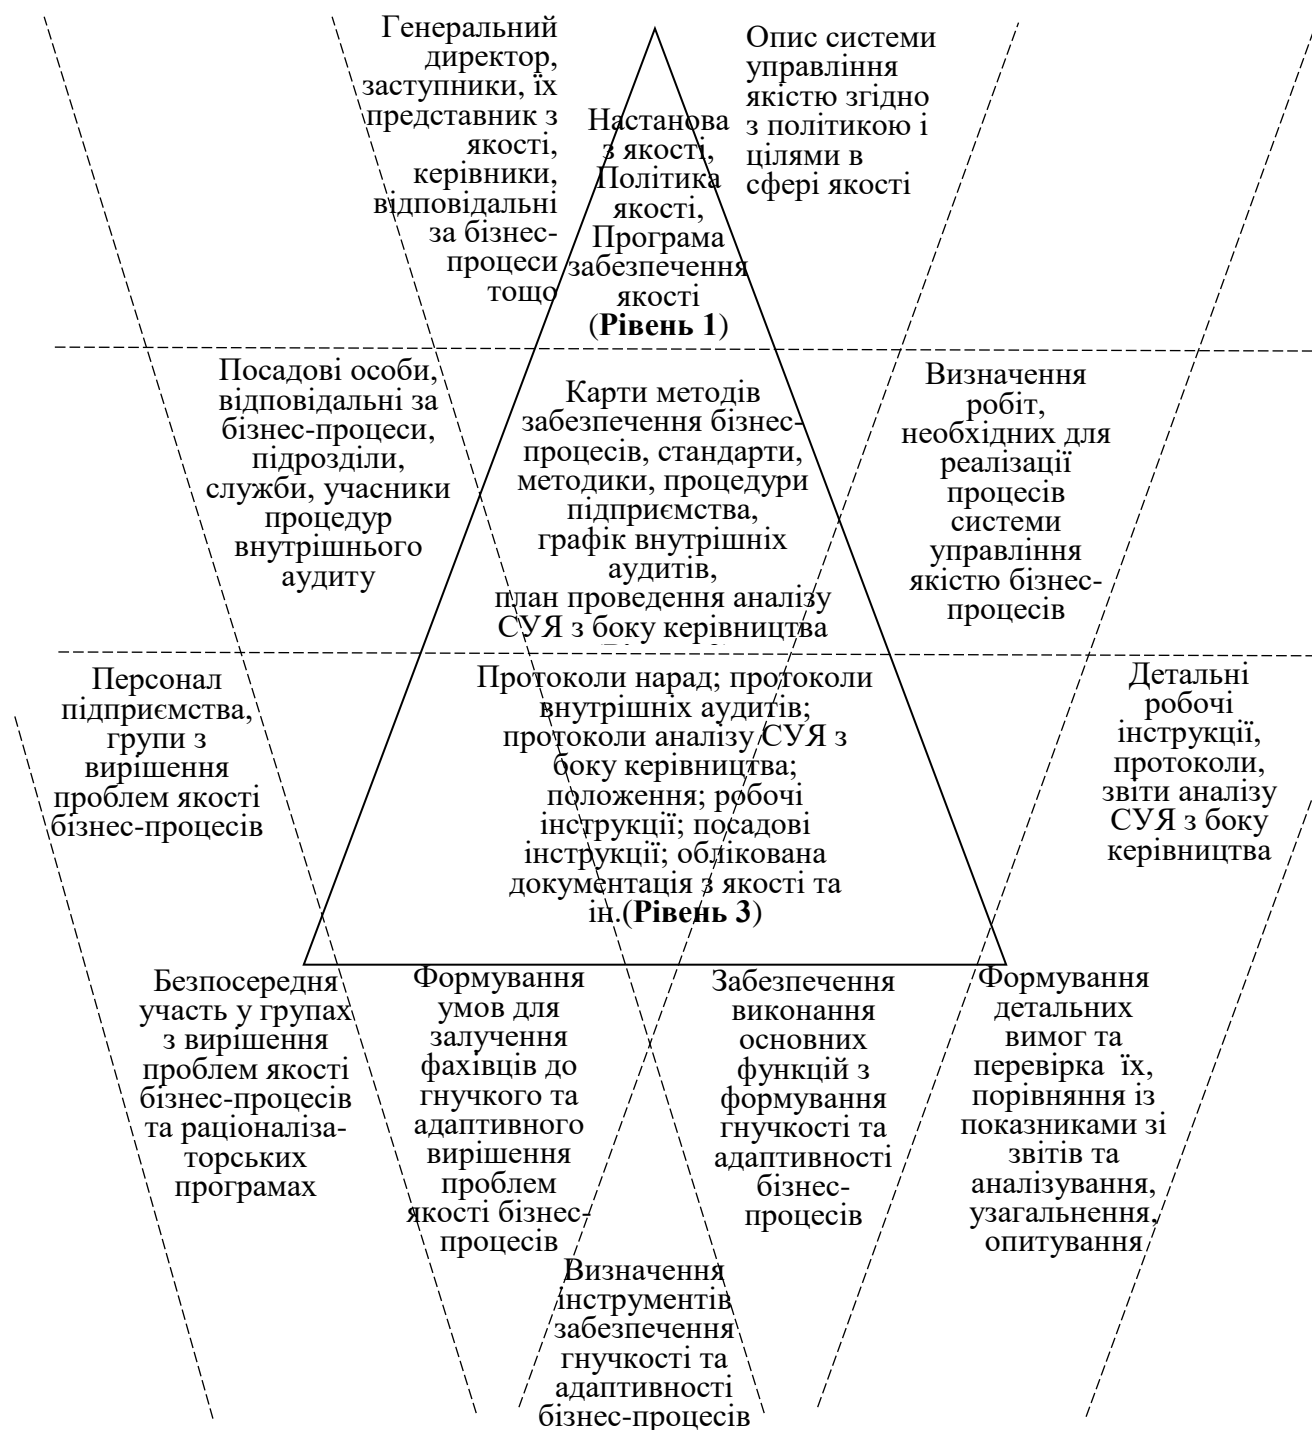 Генеральний
директор,
заступники, їх
представник з
якості,
керівники,
відповідальні
за бізнес-
процеси
тощо
Настанова
з якості,
Політика
якості,
Програма
забезпечення
якості
(Рівень 1)
Опис системи
управління
якістю згідно
з політикою і
цілями в
сфері якості
Посадові особи,
відповідальні за
бізнес-процеси,
підрозділи,
служби, учасники
процедур
внутрішнього
аудиту
Карти методів
забезпечення бізнес-
процесів, стандарти,
методики, процедури
підприємства,
графік внутрішніх
аудитів,
план проведення аналізу
СУЯ з боку керівництва
Визначення
робіт,
необхідних для
реалізації
процесів
системи
управління
якістю бізнес-
процесів
Персонал
підприємства,
групи з
вирішення
проблем якості
бізнес-процесів
Протоколи нарад; протоколи
внутрішніх аудитів;
протоколи аналізу СУЯ з
боку керівництва;
положення; робочі
інструкції; посадові
інструкції; облікована
документація з якості та
ін.(Рівень 3)
Детальні
робочі
інструкції,
протоколи,
звіти аналізу
СУЯ з боку
керівництва
Безпосередня
участь у групах
з вирішення
проблем якості
бізнес-процесів
та раціоналіза-
торських
програмах
Формування
умов для
залучення
фахівців до
гнучкого та
адаптивного
вирішення
проблем
якості бізнес-
процесів
Забезпечення
виконання
основних
функцій з
формування
гнучкості та
адаптивності
бізнес-
процесів
Формування
детальних
вимог та
перевірка їх,
порівняння із
показниками зі
звітів та
аналізування,
узагальнення,
опитування
Визначення
інструментів
забезпечення
гнучкості та
адаптивності
бізнес-процесів